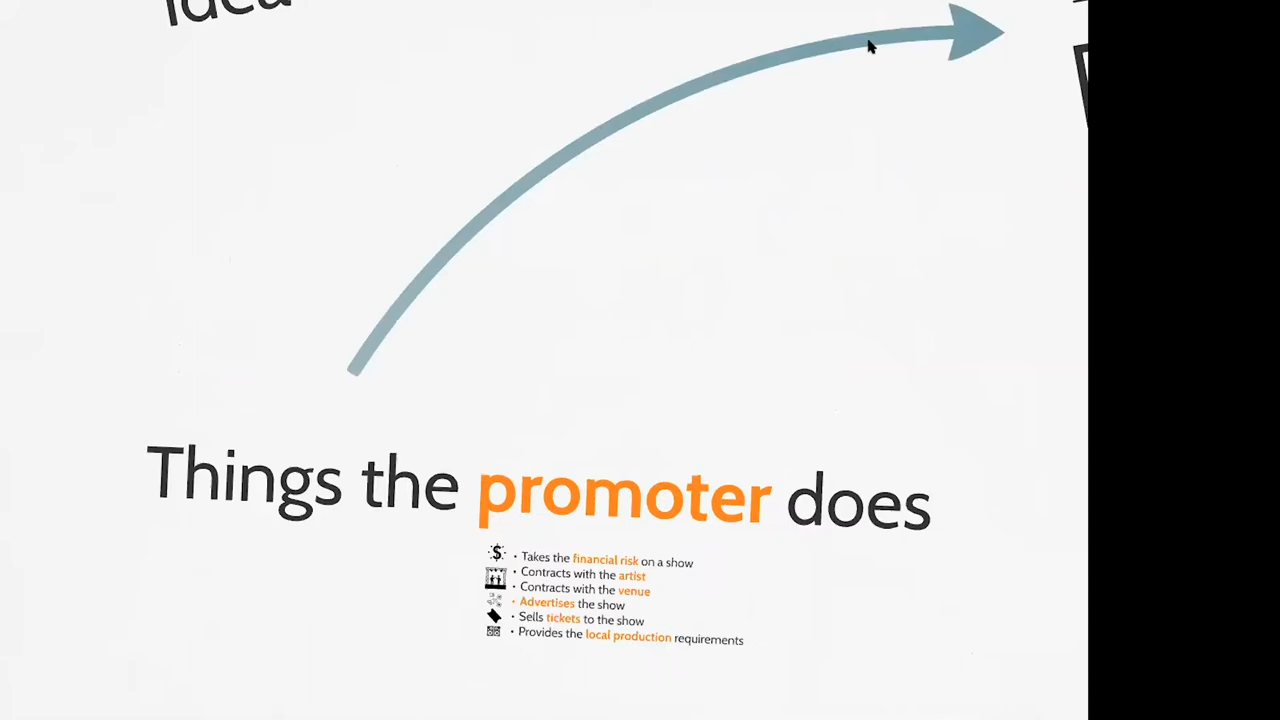 idea
Things the promoter does
• Takes the financial risk on a show
• Contracts with the artist
• Contracts with the venue
• Advertises the show
• Sells tickets to the show
• Provides the local production requirements